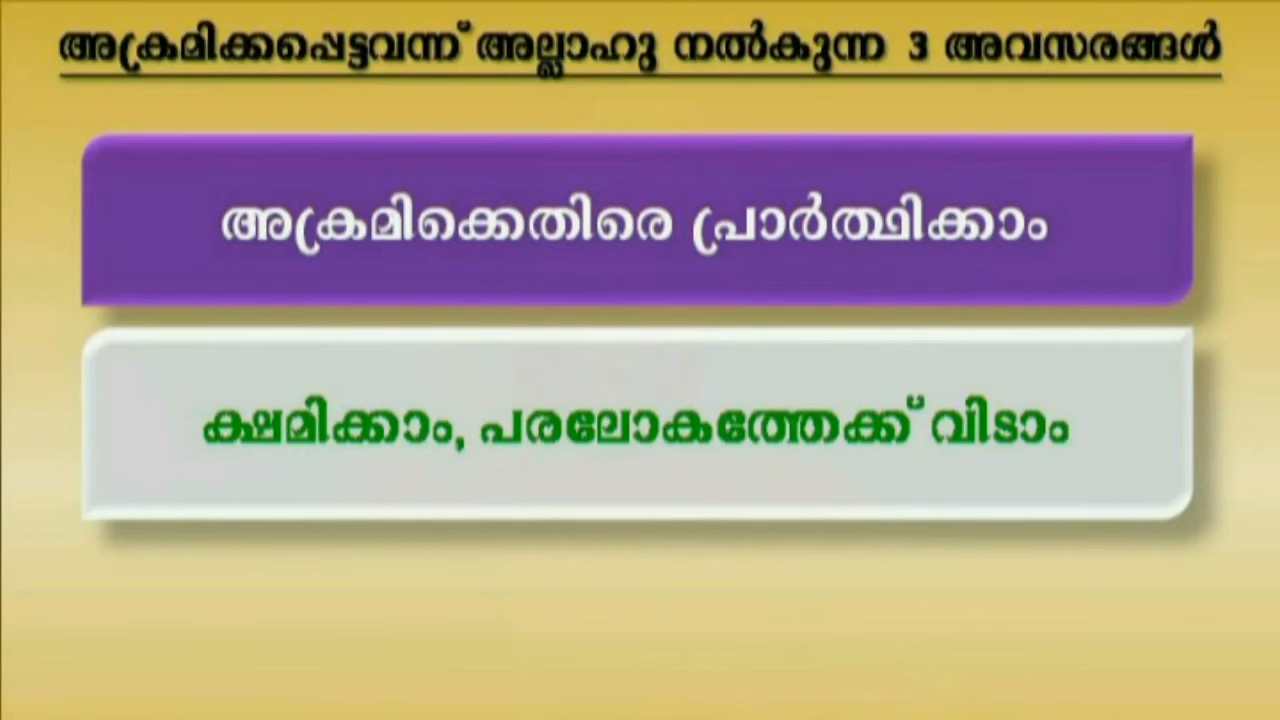 അക്രമിക്കപ്പെട്ടവന്ന് അല്ലാഹു നൽകുന്ന 3 അവസരങ്ങൾ
അക്രമിക്കെതിരെ പ്രാർത്ഥിക്കാം
ക്ഷമിക്കാം, പരലോകത്തേക്ക് വിടാം